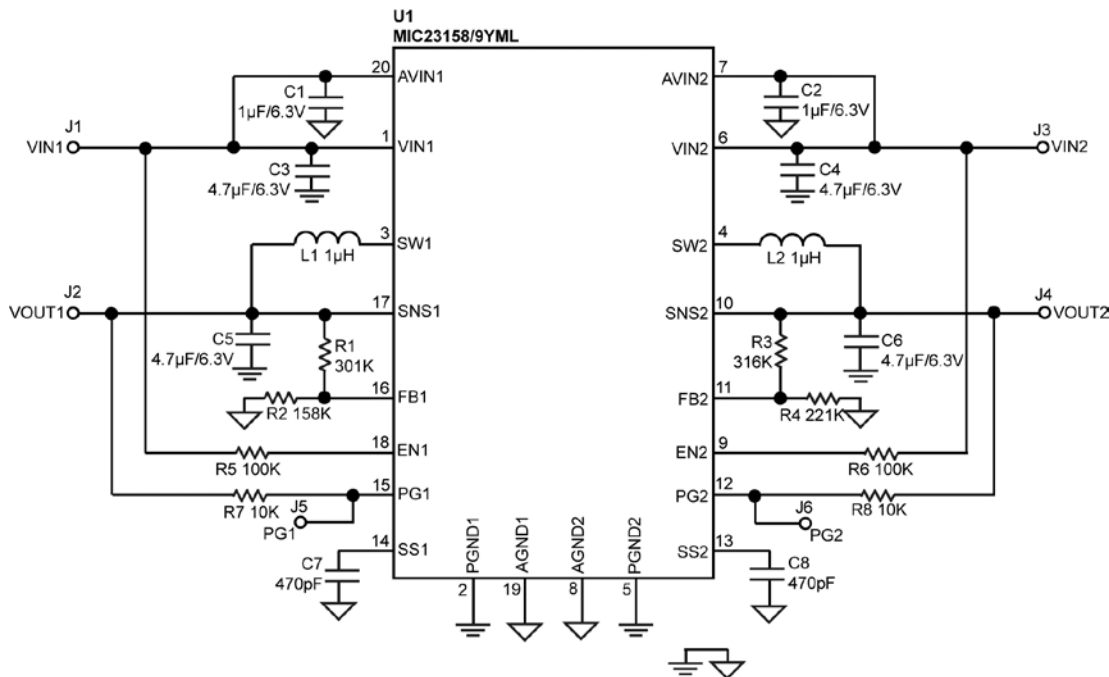 U1
MIC23158/9YML
20
AVIN1
AVIN2
7
C1
1µF/6.3V
C2
1µF/6.3V
J1
VIN1
1
VIN1
VIN2
6
J3
VIN2
C3
4.7µF/6.3V
C4
4.7µF/6.3V
3
SW1
SW2
4
L1 1µH
L2 1µH
J2
VOUT1
17
SNS1
SNS2
10
J4
VOUT2
C5
4.7µF/6.3V
R1
301K
R3
316K
C6
4.7µF/6.3V
16
FB1
FB2
11
R2 158K
R4 221K
18
EN1
EN2
9
R5 100K
R6 100K
15
PG1
PG2
12
R7 10K
R8 10K
J5
PG1
J6
PG2
14
SS1
SS2
13
C7
470pF
C8
470pF
PGND1
AGND1
AGND2
PGND2
2
19
8
5